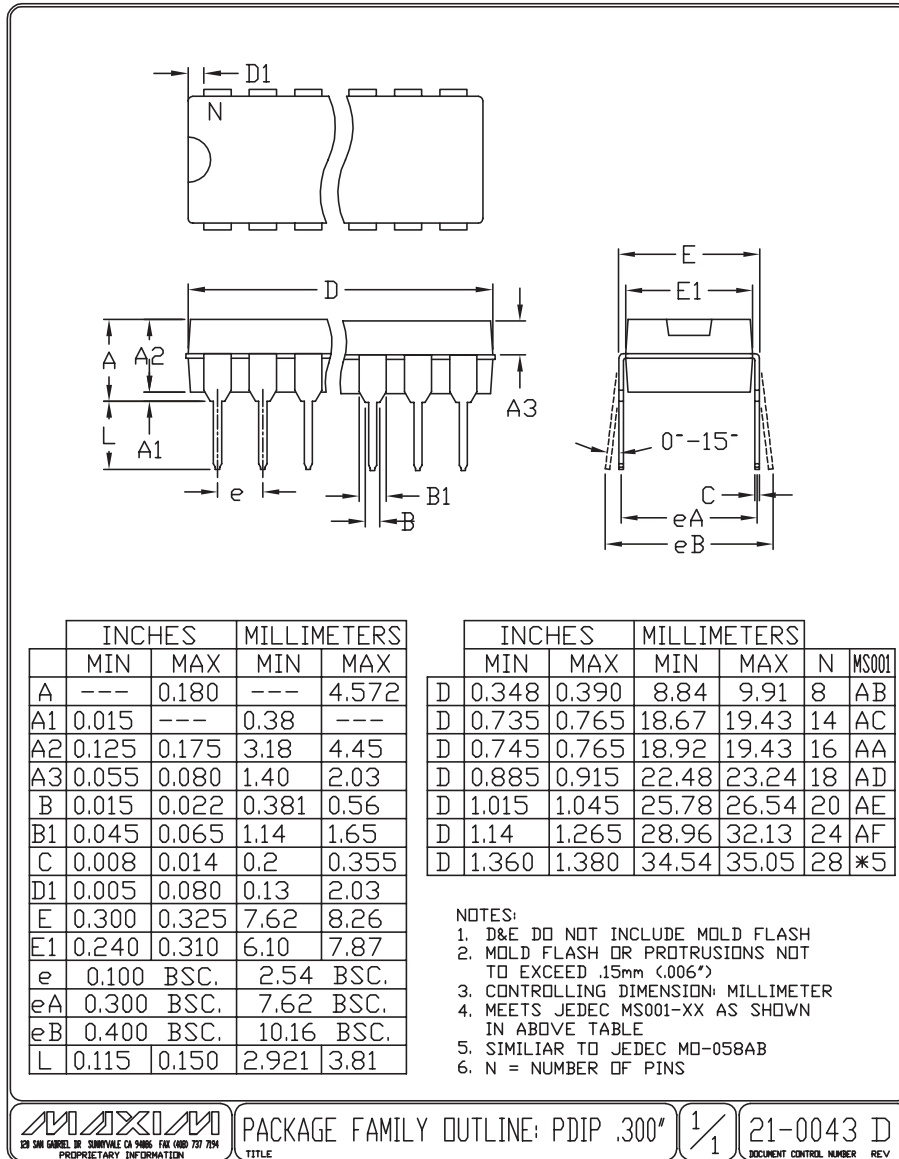 D1
N
D
E
E1
A
A2
A3
L
A1
0°-15°
e
B1
B
C
eA
eB
INCHES MILLIMETERS
MIN MAX MIN MAX
A --- 0.180 --- 4.572
A1 0.015 --- 0.38 ---
A2 0.125 0.175 3.18 4.45
A3 0.055 0.080 1.40 2.03
B 0.015 0.022 0.381 0.56
B1 0.045 0.065 1.14 1.65
C 0.008 0.014 0.2 0.355
D1 0.005 0.080 0.13 2.03
E 0.300 0.325 7.62 8.26
E1 0.240 0.310 6.10 7.87
e 0.100 BSC. 2.54 BSC.
eA 0.300 BSC. 7.62 BSC.
eB 0.400 BSC. 10.16 BSC.
L 0.115 0.150 2.921 3.81
INCHES MILLIMETERS
MIN MAX MIN MAX N MS001
D 0.348 0.390 8.84 9.91 8 AB
D 0.735 0.765 18.67 19.43 14 AC
D 0.745 0.765 18.92 19.43 16 AA
D 0.885 0.915 22.48 23.24 18 AD
D 1.015 1.045 25.78 26.54 20 AE
D 1.14 1.265 28.96 32.13 24 AF
D 1.360 1.380 34.54 35.05 28 *5
NOTES:
1. D&E DO NOT INCLUDE MOLD FLASH
2. MOLD FLASH OR PROTRUSIONS NOT
TO EXCEED .15mm (.006")
3. CONTROLLING DIMENSION: MILLIMETER
4. MEETS JEDEC MS001-XX AS SHOWN
IN ABOVE TABLE
5. SIMILIAR TO JEDEC MO-058AB
6. N = NUMBER OF PINS
MAXIM
120 SAN GABRIEL DR SUNNYVALE CA 94086 FAX (408) 737 7194
PROPRIETARY INFORMATION
PACKAGE FAMILY OUTLINE: PDIP .300"
TITLE
1/1
21-0043 D
DOCUMENT CONTROL NUMBER REV